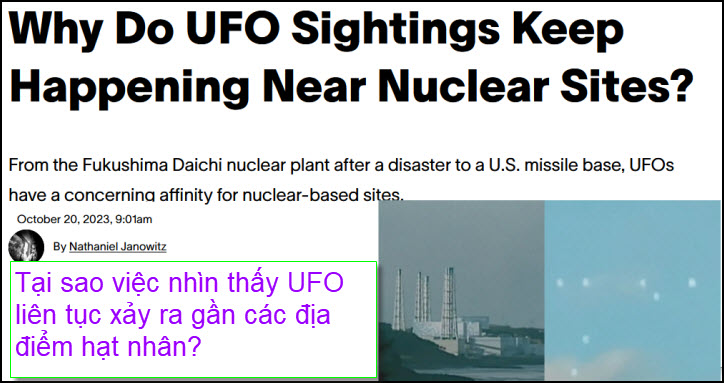 Why Do UFO Sightings Keep
Happening Near Nuclear Sites?
From the Fukushima Daichi nuclear plant after a disaster to a U.S. missile base, UFOs
have a concerning affinity for nuclear-based sites.
October 20, 2023, 9:01am
By Nathaniel Janowitz
Tại sao việc nhìn thấy UFO
liên tục xảy ra gần các địa
điểm hạt nhân?